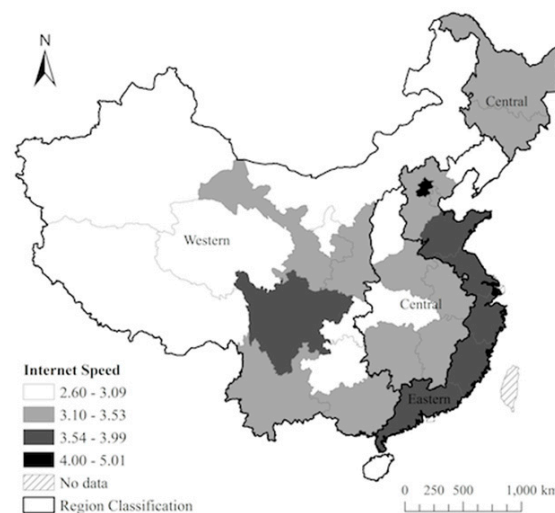 N
Central
Western
Central
Eastern
Internet Speed
2.60 - 3.09
3.10 - 3.53
3.54 - 3.99
4.00 - 5.01
No data
Region Classification
0 250 500 1,000 km